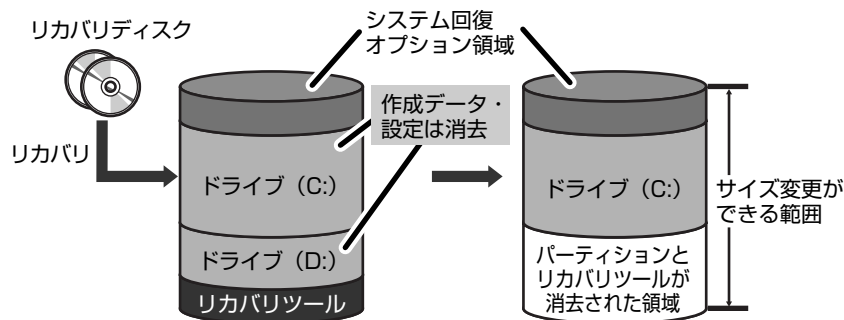 リカバリディスク
システム回復
オプション領域
作成データ・
設定は消去
リカバリ
ドライブ（C:）
ドライブ（D:）
リカバリツール
ドライブ（C:）
パーティションと
リカバリツールが
消去された領域
サイズ変更が
できる範囲